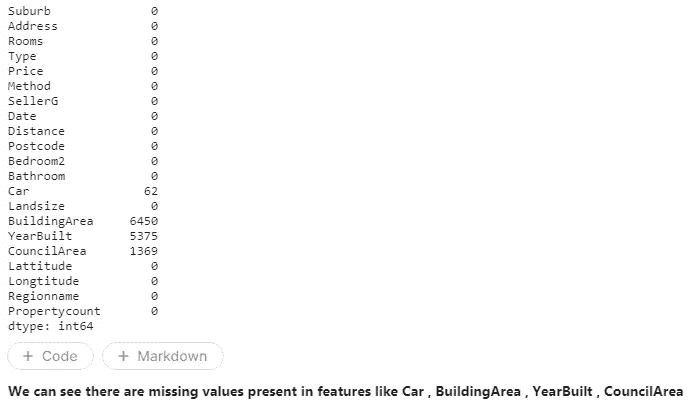 Suburb 0
Address 0
Rooms 0
Type 0
Price 0
Method 0
SellerG 0
Date 0
Distance 0
Postcode 0
Bedroom2 0
Bathroom 0
Car 62
Landsize 0
BuildingArea 6450
YearBuilt 5375
CouncilArea 1369
Lattitude 0
Longtitude 0
Regionname 0
Propertycount 0
dtype: int64
+ Code + Markdown
We can see there are missing values present in features like Car , BuildingArea , YearBuilt , CouncilArea